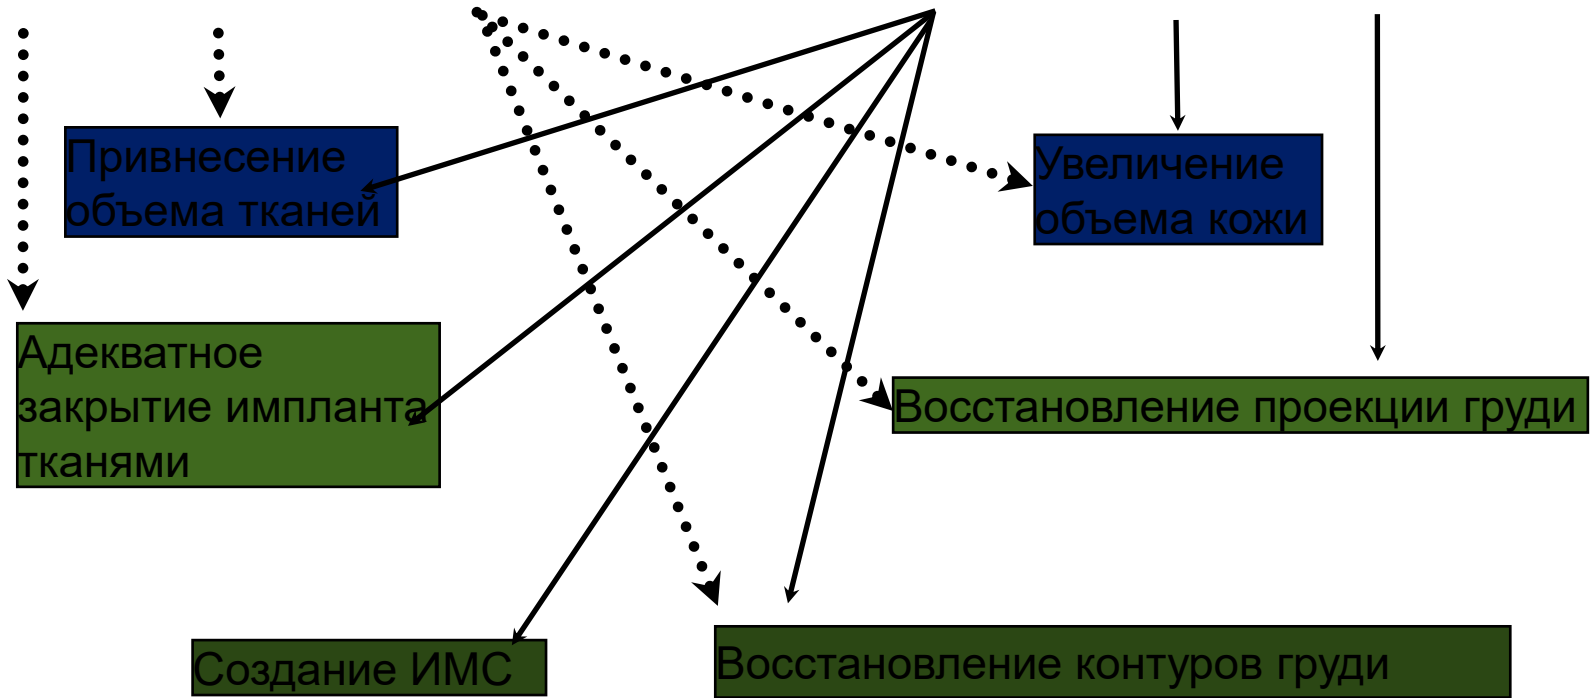 Привнесение
объема тканей
Увеличение
объема кожи
Адекватное
закрытие импланта
тканями
Восстановление проекции груди
Создание ИМС
Восстановление контуров груди